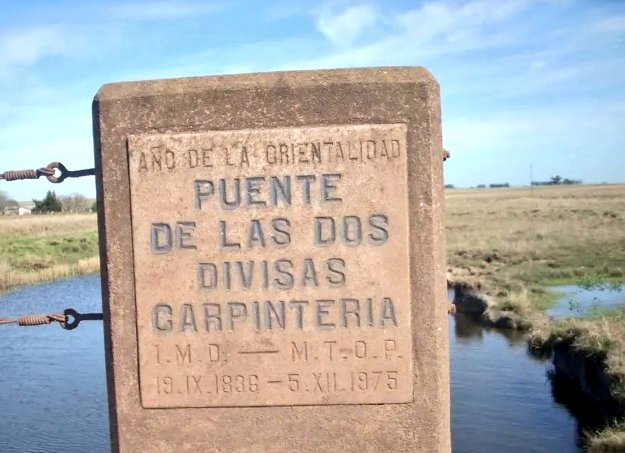 AÑO DE LA ORIENTALIDAD
PUENTE
DE LAS DOS
DIVISAS
CARPINTERIA
I.M.D. — M.T.O.P.
19.IX.1836 — 5.XII.1975